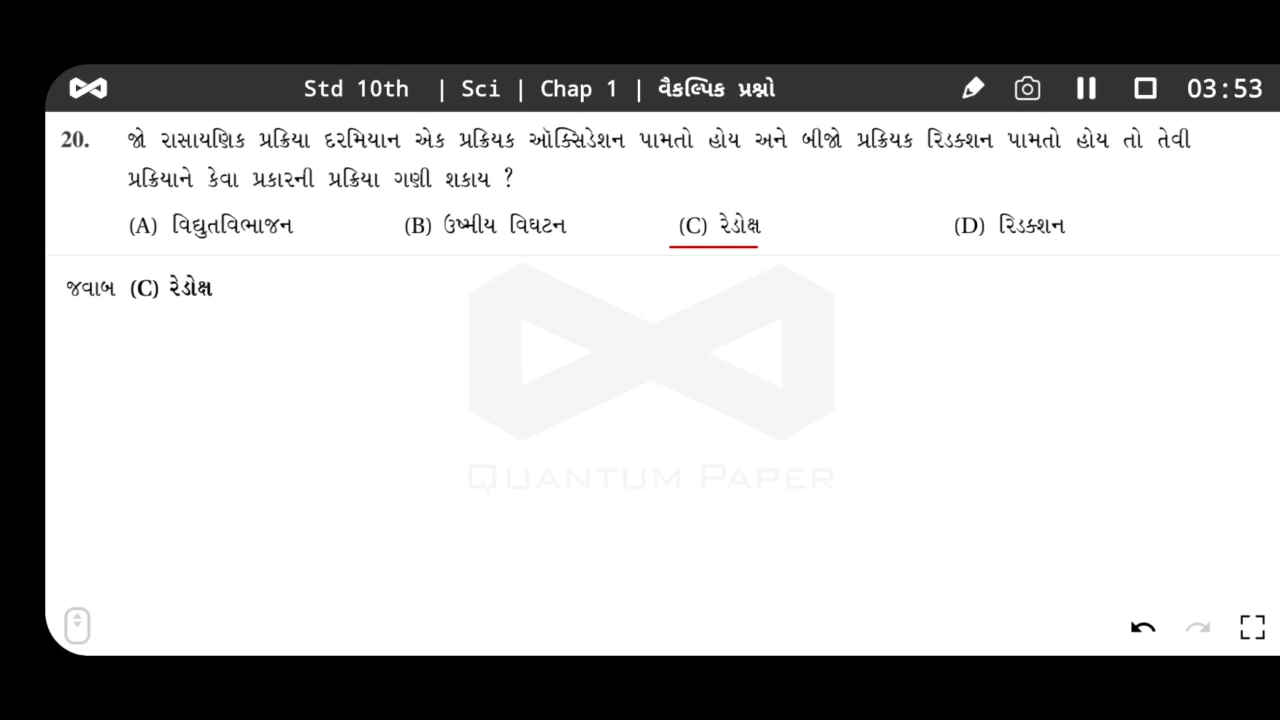 Std 10th | Sci | Chap 1 | વૈકલ્પિક પ્રશ્નો 03:53
20. જો રાસાયણિક પ્રક્રિયા દરમિયાન એક પ્રક્રિયક ઑક્સિડેશન પામતો હોય અને બીજો પ્રક્રિયક રિડક્શન પામતો હોય તો તેવી
પ્રક્રિયાને કેવા પ્રકારની પ્રક્રિયા ગણી શકાય ?
(A) વિદ્યુતવિભાજન (B) ઉષ્મીય વિઘટન (C) રેડોક્ષ (D) રિડક્શન
જવાબ (C) રેડોક્ષ
QUANTUM PAPER